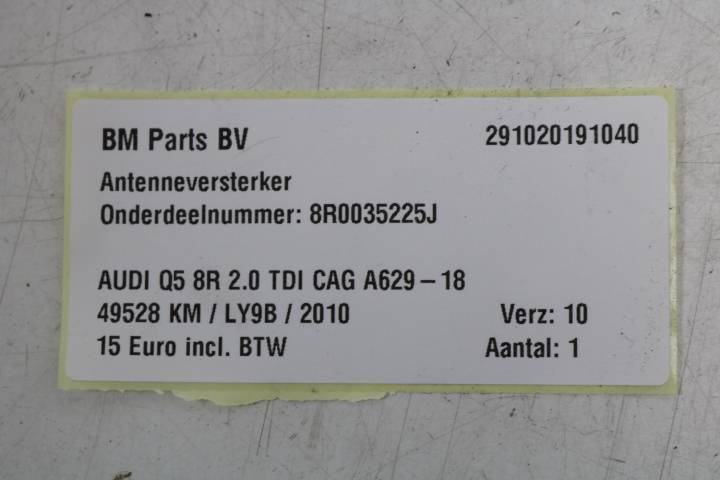 BM Parts BV 291020191040
Antenneversterker
Onderdeelnummer: 8R0035225J
AUDI Q5 8R 2.0 TDI CAG A629 – 18
49528 KM / LY9B / 2010 Verz: 10
15 Euro incl. BTW Aantal: 1